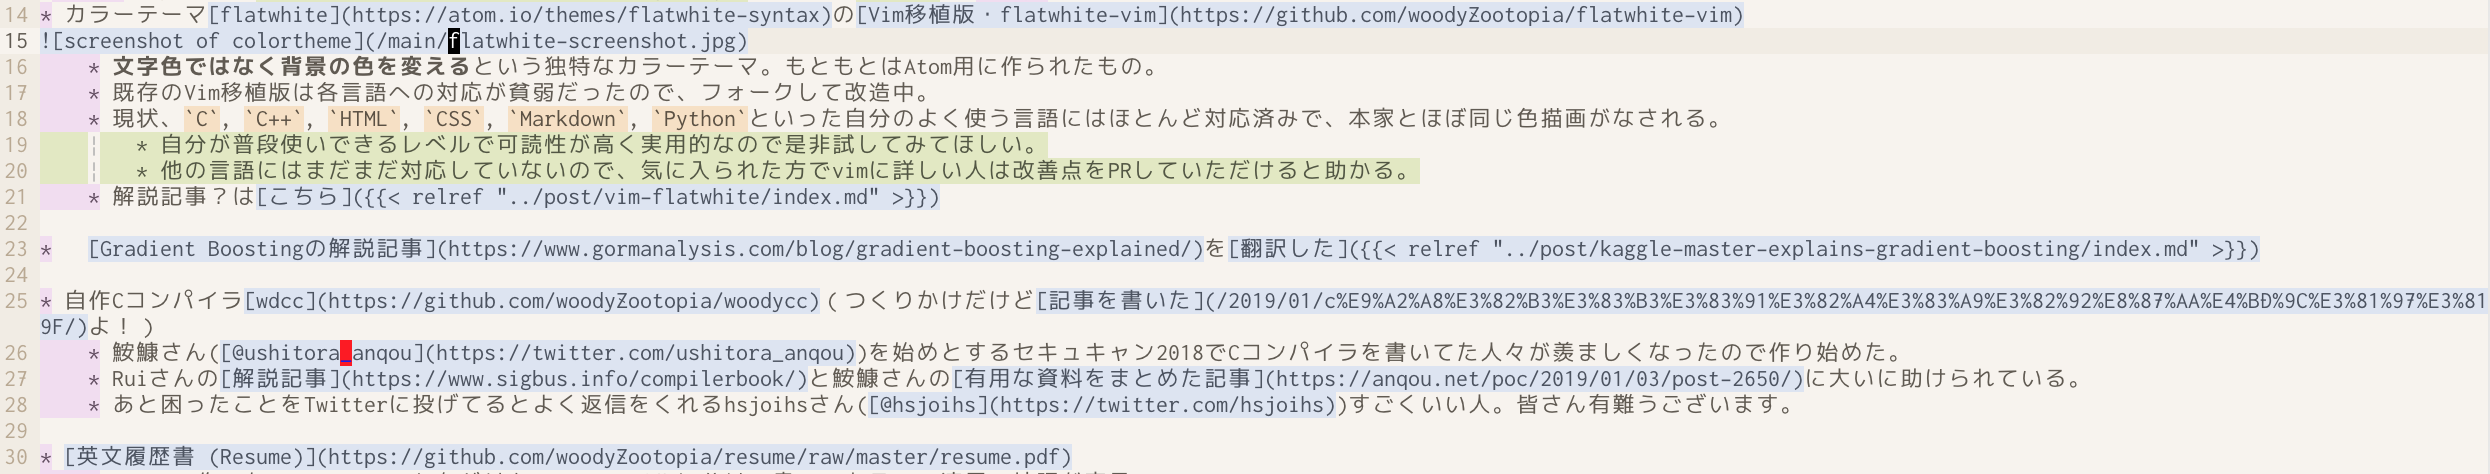 14 * カラーテーマ[flatwhite](https://atom.io/themes/flatwhite-syntax)の[Vim移植版・flatwhite-vim](https://github.com/woodyZootopia/flatwhite-vim)
15 ![screenshot of colortheme](/main/flatwhite-screenshot.jpg)
16 * 文字色ではなく背景の色を変えるという独特なカラーテーマ。もともとはAtom用に作られたもの。
17 * 既存のVim移植版は各言語への対応が貧弱だったので、フォークして改造中。
18 * 現状、`C`, `C++`, `HTML`, `CSS`, `Markdown`, `Python`といった自分のよく使う言語にはほとんど対応済みで、本家とほぼ同じ色描画がなされる。
19 ¦ * 自分が普段使いできるレベルで可読性が高く実用的なので是非試してみてほしい。
20 ¦ * 他の言語にはまだまだ対応していないので、気に入られた方でvimに詳しい人は改善点をPRしていただけると助かる。
21 * 解説記事？は[こちら]({{< relref "../post/vim-flatwhite/index.md" >}})
22
23 * [Gradient Boostingの解説記事](https://www.gormanalysis.com/blog/gradient-boosting-explained/)を[翻訳した]({{< relref "../post/kaggle-master-explains-gradient-boosting/index.md" >}})
24
25 * 自作Cコンパイラ[wdcc](https://github.com/woodyZootopia/woodycc)（つくりかけだけど[記事を書いた](/2019/01/c%E9%A2%A8%E3%82%B3%E3%83%B3%E3%83%91%E3%82%A4%E3%83%A9%E3%82%92%E8%87%AA%E4%BD%9C%E3%81%97%E3%81
9F/)よ！）
26 * 鮟鱇さん([@ushitora_anqou](https://twitter.com/ushitora_anqou))を始めとするセキュキャン2018でCコンパイラを書いてた人々が羨ましくなったので作り始めた。
27 * Ruiさんの[解説記事](https://www.sigbus.info/compilerbook/)と鮟鱇さんの[有用な資料をまとめた記事](https://anqou.net/poc/2019/01/03/post-2650/)に大いに助けられている。
28 * あと困ったことをTwitterに投げてるとよく返信をくれるhsjoihsさん([@hsjoihs](https://twitter.com/hsjoihs))すごくいい人。皆さん有難うございます。
29
30 * [英文履歴書 (Resume)](https://github.com/woodyZootopia/resume/raw/master/resume.pdf)